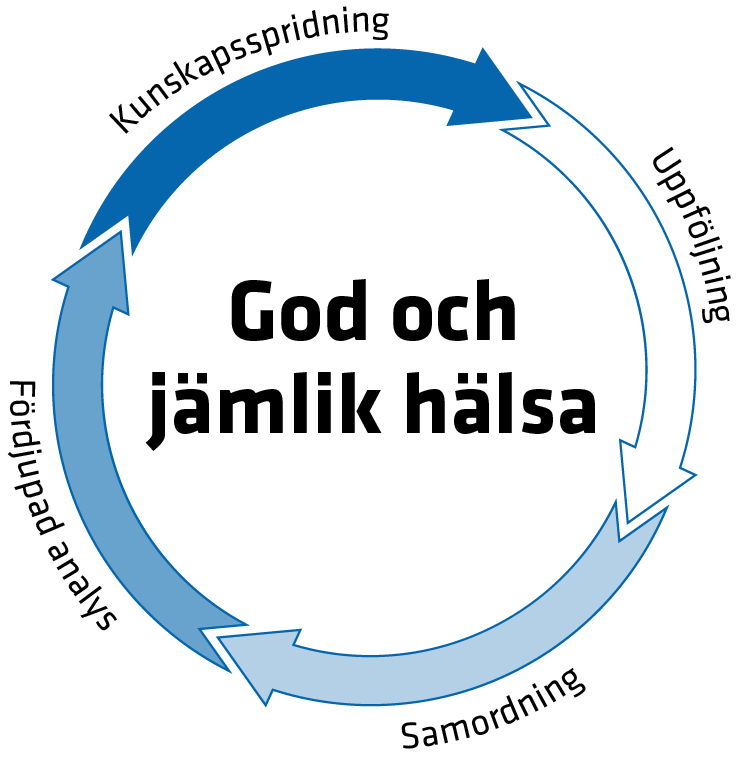 Kunskapsspridning
Uppföljning
God och
jämlik hälsa
Fördjupad analys
Samordning